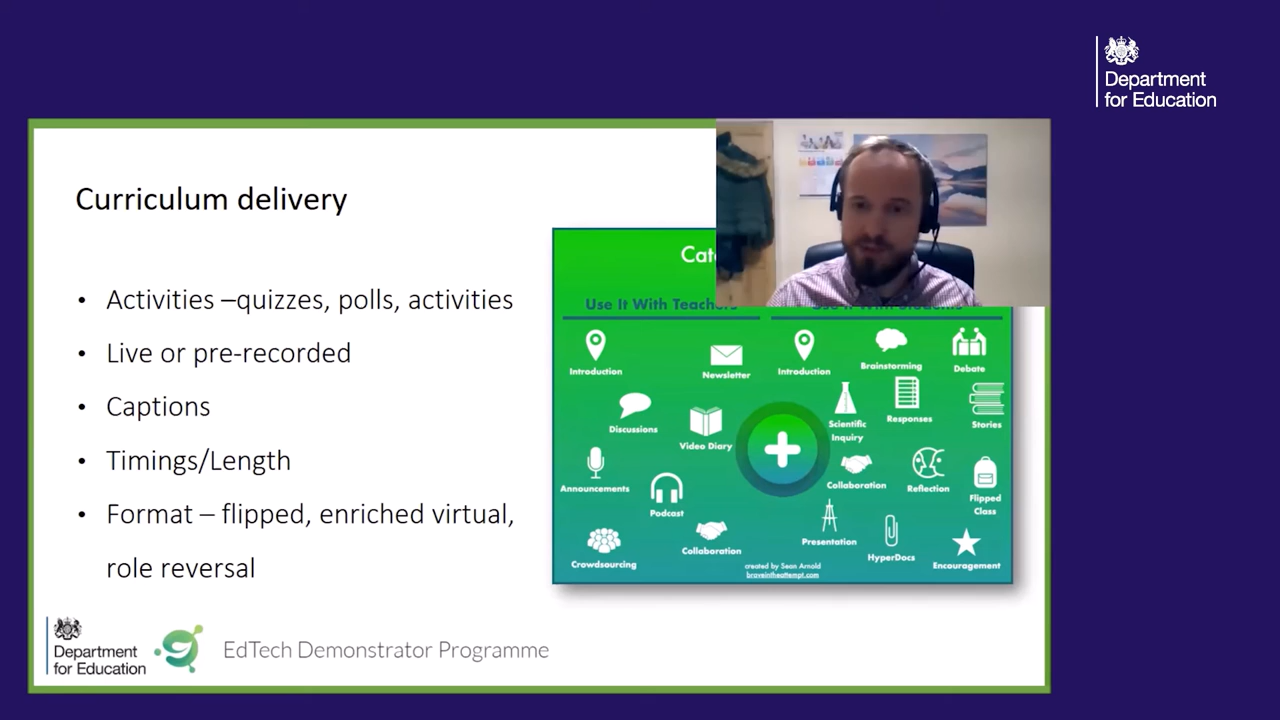 Department
for Education
Curriculum delivery
• Activities –quizzes, polls, activities
• Live or pre-recorded
• Captions
• Timings/Length
• Format – flipped, enriched virtual,
role reversal
Use It With Teachers
Introduction
Newsletter
Discussions
Video Diary
Announcements
Podcast
Crowdsourcing
Collaboration
Introduction
Brainstorming
Debate
Scientific
Inquiry
Responses
Stories
Collaboration
Reflection
Flipped
Class
Presentation
HyperDocs
Encouragement
created by Sean Arnold
braveintheattempt.com
Department
for Education
EdTech Demonstrator Programme